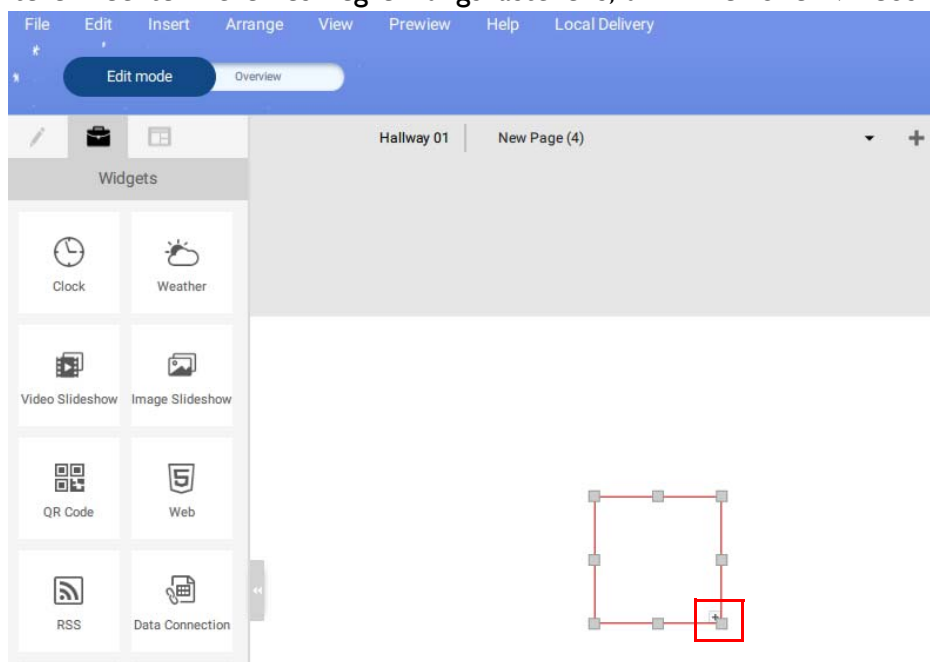 File Edit Insert Arrange View Prewiew Help Local Delivery
Edit mode Overview
Hallway 01 New Page (4)
Widgets
Clock Weather
Video Slideshow Image Slideshow
QR Code Web
RSS Data Connection